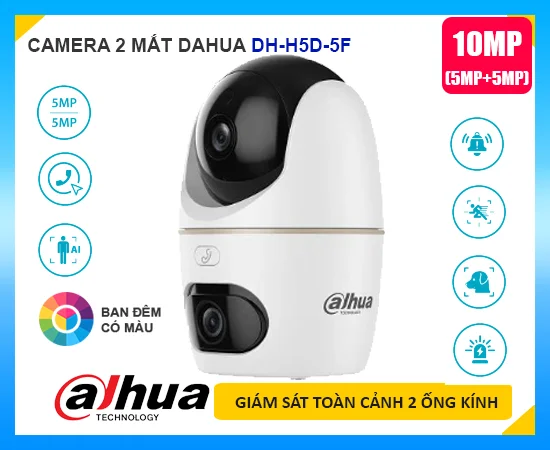 CAMERA 2 MẮT DAHUA DH-H5D-5F
10MP
(5MP+5MP)
5MP
5MP
AI
BAN ĐÊM
CÓ MÀU
alhua
TECHNOLOGY
alhua
TECHNOLOGY
GIÁM SÁT TOÀN CẢNH 2 ỐNG KÍNH